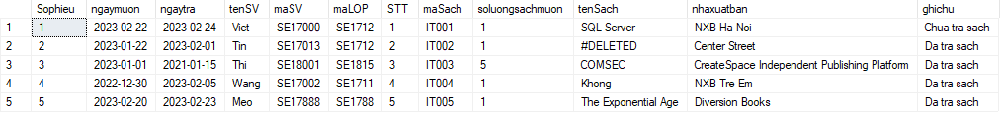 Sophieu ngaymuon ngaytra tenSV maSV maLOP STT maSach soluongsachmuon tenSach nhaxuatban ghichu
1 1 2023-02-22 2023-02-24 Viet SE17000 SE1712 1 IT001 1 SQL Server NXB Ha Noi Chua tra sach
2 2 2023-01-22 2023-02-01 Tin SE17013 SE1712 2 IT002 1 #DELETED Center Street Da tra sach
3 3 2023-01-01 2021-01-15 Thi SE18001 SE1815 3 IT003 5 COMSEC CreateSpace Independent Publishing Platform Da tra sach
4 4 2022-12-30 2023-02-05 Wang SE17002 SE1711 4 IT004 1 Khong NXB Tre Em Da tra sach
5 5 2023-02-20 2023-02-23 Meo SE17888 SE1788 5 IT005 1 The Exponential Age Diversion Books Da tra sach